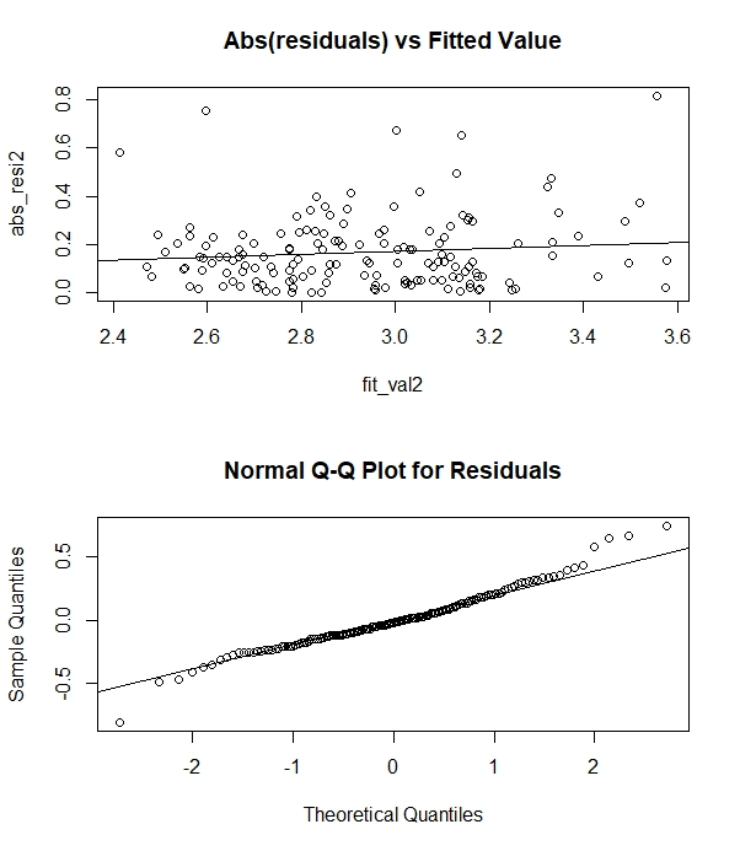 Abs(residuals) vs Fitted Value
abs_resi2
0.8
0.6
0.4
0.2
0.0
2.4 2.6 2.8 3.0 3.2 3.4 3.6
fit_val2
Normal Q-Q Plot for Residuals
Sample Quantiles
0.5
0.0
-0.5
-2 -1 0 1 2
Theoretical Quantiles